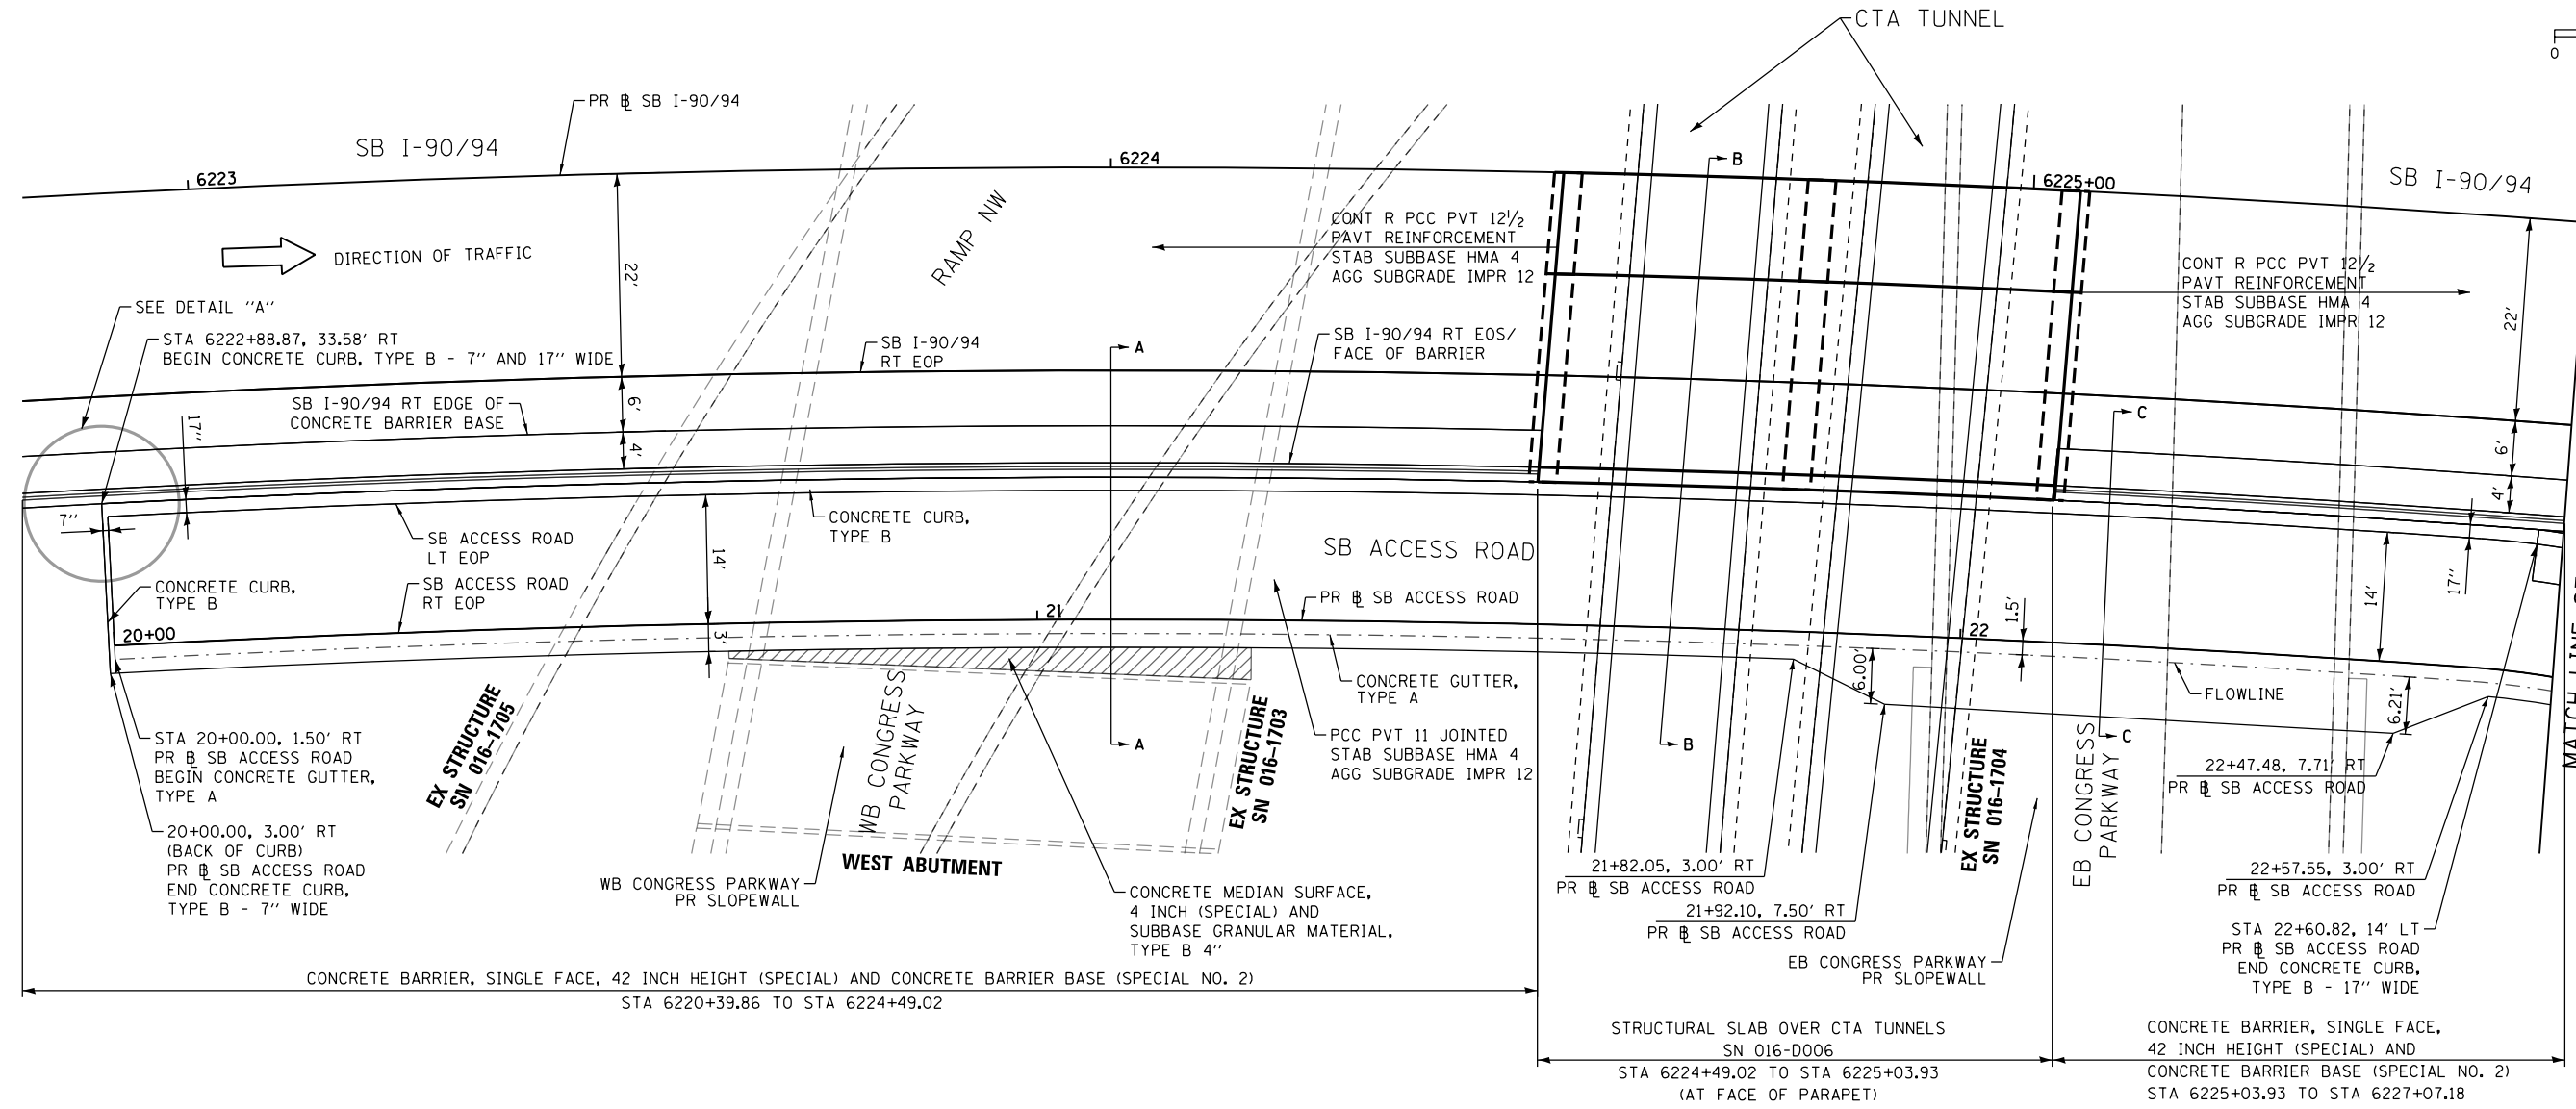 CTA TUNNEL
0
PR BL SB I-90/94
SB I-90/94
6223
6224
B
6225+00
SB I-90/94
RAMP NW
CONT R PCC PVT 12 1/2
PAVT REINFORCEMENT
STAB SUBBASE HMA 4
AGG SUBGRADE IMPR 12
DIRECTION OF TRAFFIC
22'
CONT R PCC PVT 12 1/2
PAVT REINFORCEMENT
STAB SUBBASE HMA 4
AGG SUBGRADE IMPR 12
22'
SEE DETAIL "A"
STA 6222+88.87, 33.58' RT
BEGIN CONCRETE CURB, TYPE B - 7" AND 17" WIDE
SB I-90/94
RT EOP
A
SB I-90/94 RT EOS/
FACE OF BARRIER
SB I-90/94 RT EDGE OF
CONCRETE BARRIER BASE
6'
4'
17"
C
6'
4'
7"
SB ACCESS ROAD
LT EOP
CONCRETE CURB,
TYPE B
14'
SB ACCESS ROAD
CONCRETE CURB,
TYPE B
SB ACCESS ROAD
RT EOP
PR BL SB ACCESS ROAD
1.5'
14'
17"
20+00
21
22
3'
6.00'
CONCRETE GUTTER,
TYPE A
FLOWLINE
6.21'
MATCH LINE
STA 20+00.00, 1.50' RT
PR BL SB ACCESS ROAD
BEGIN CONCRETE GUTTER,
TYPE A
EX STRUCTURE
SN 016-1705
WB CONGRESS
PARKWAY
A
EX STRUCTURE
SN 016-1703
PCC PVT 11 JOINTED
STAB SUBBASE HMA 4
AGG SUBGRADE IMPR 12
B
EX STRUCTURE
SN 016-1704
EB CONGRESS
PARKWAY
C
22+47.48, 7.71' RT
PR BL SB ACCESS ROAD
20+00.00, 3.00' RT
(BACK OF CURB)
PR BL SB ACCESS ROAD
END CONCRETE CURB,
TYPE B - 7" WIDE
WEST ABUTMENT
WB CONGRESS PARKWAY
PR SLOPEWALL
CONCRETE MEDIAN SURFACE,
4 INCH (SPECIAL) AND
SUBBASE GRANULAR MATERIAL,
TYPE B 4"
21+82.05, 3.00' RT
PR BL SB ACCESS ROAD
21+92.10, 7.50' RT
PR BL SB ACCESS ROAD
EB CONGRESS PARKWAY
PR SLOPEWALL
22+57.55, 3.00' RT
PR BL SB ACCESS ROAD
STA 22+60.82, 14' LT
PR BL SB ACCESS ROAD
END CONCRETE CURB,
TYPE B - 17" WIDE
CONCRETE BARRIER, SINGLE FACE, 42 INCH HEIGHT (SPECIAL) AND CONCRETE BARRIER BASE (SPECIAL NO. 2)
STA 6220+39.86 TO STA 6224+49.02
STRUCTURAL SLAB OVER CTA TUNNELS
SN 016-D006
STA 6224+49.02 TO STA 6225+03.93
(AT FACE OF PARAPET)
CONCRETE BARRIER, SINGLE FACE,
42 INCH HEIGHT (SPECIAL) AND
CONCRETE BARRIER BASE (SPECIAL NO. 2)
STA 6225+03.93 TO STA 6227+07.18